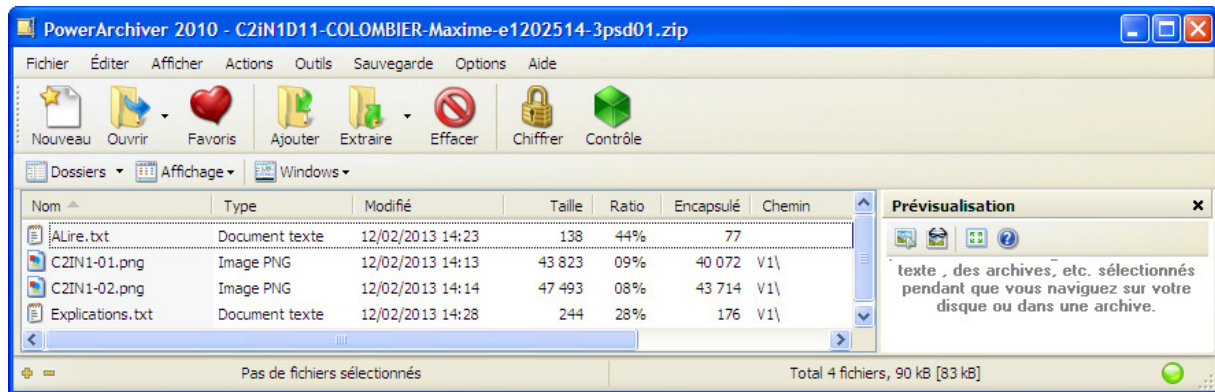 PowerArchiver 2010 - C2iN1D11-COLOMBIER-Maxime-e1202514-3psd01.zip
Fichier Éditer Afficher Actions Outils Sauvegarde Options Aide
Nouveau Ouvrir Favoris Ajouter Extraire Effacer Chiffrer Contrôle
Dossiers Affichage Windows
Nom Type Modifié Taille Ratio Encapsulé Chemin
ALire.txt Document texte 12/02/2013 14:23 138 44% 77
C2IN1-01.png Image PNG 12/02/2013 14:13 43 823 09% 40 072 V1\
C2IN1-02.png Image PNG 12/02/2013 14:14 47 493 08% 43 714 V1\
Explications.txt Document texte 12/02/2013 14:28 244 28% 176 V1\
Prévisualisation
texte , des archives, etc. sélectionnés
pendant que vous naviguez sur votre
disque ou dans une archive.
Pas de fichiers sélectionnés
Total 4 fichiers, 90 kB [83 kB]